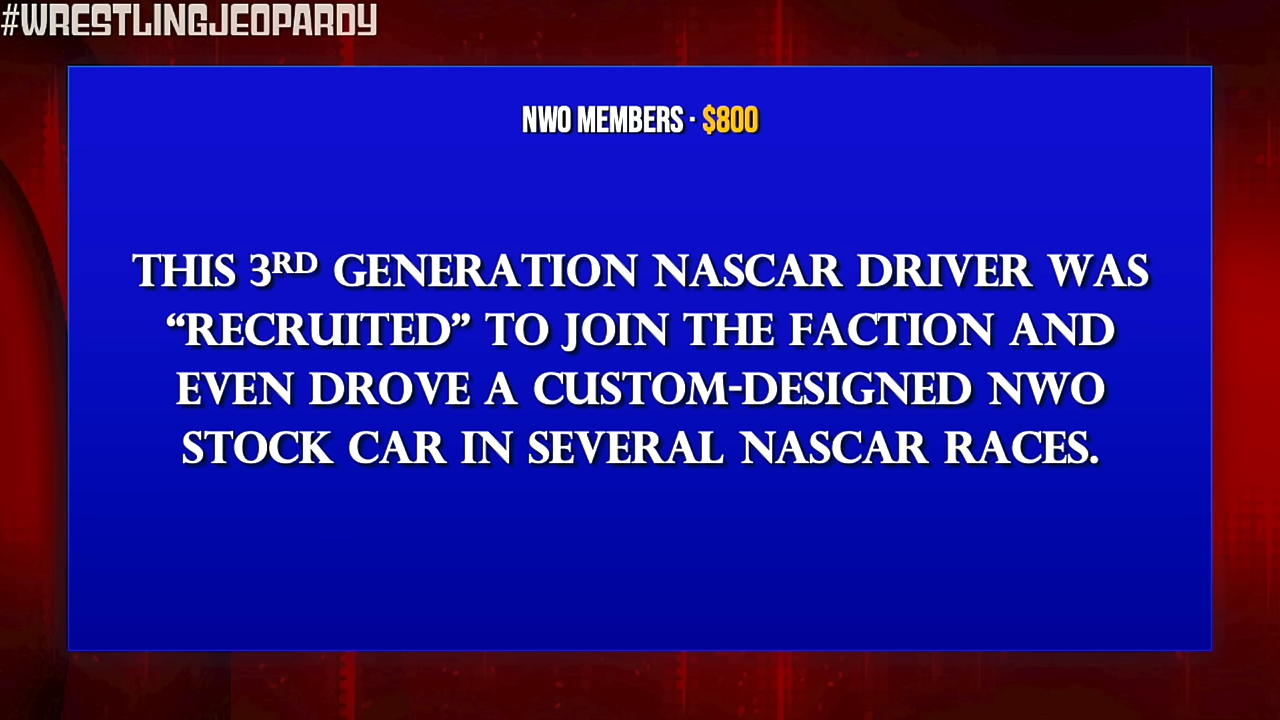 #WRESTLINGJEOPARDY
NWO MEMBERS · $800
THIS 3RD GENERATION NASCAR DRIVER WAS
“RECRUITED” TO JOIN THE FACTION AND
EVEN DROVE A CUSTOM-DESIGNED NWO
STOCK CAR IN SEVERAL NASCAR RACES.